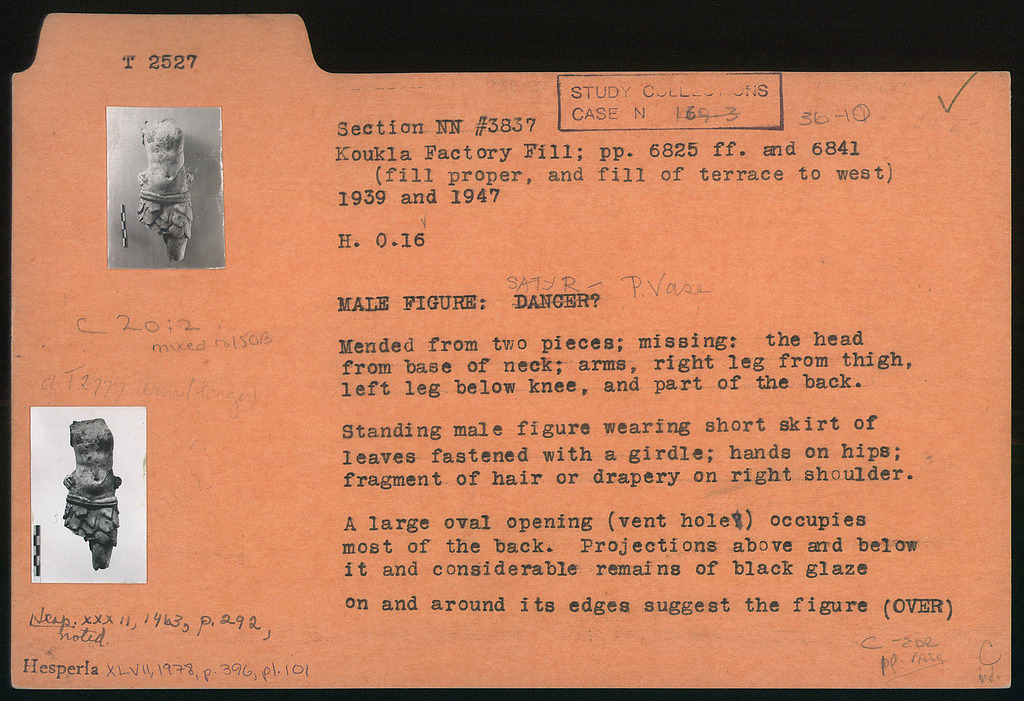 T 2527
STUDY COLLECTIONS
CASE N 169-3
36-10
Section NN #3837
Koukla Factory Fill; pp. 6825 ff. and 6841
(fill proper, and fill of terrace to west)
1939 and 1947
H. 0.16
SATYR - P. Vase
MALE FIGURE: DANCER?
C 20:2
mixed to 150B
cf T 2777
Mended from two pieces; missing: the head
from base of neck; arms, right leg from thigh,
left leg below knee, and part of the back.
Standing male figure wearing short skirt of
leaves fastened with a girdle; hands on hips;
fragment of hair or drapery on right shoulder.
A large oval opening (vent hole) occupies
most of the back. Projections above and below
it and considerable remains of black glaze
on and around its edges suggest the figure (OVER)
Hesp. XXXII, 1963, p. 292,
noted.
Hesperia XLVII, 1978, p. 396, pl. 101
C
pp. VASE
C